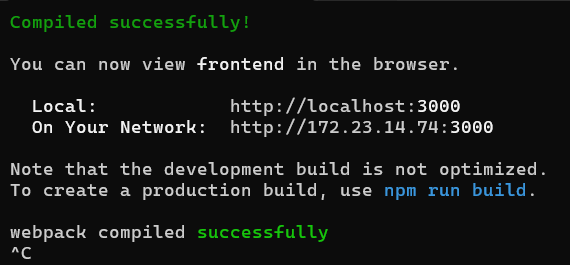 Compiled successfully!
You can now view frontend in the browser.
Local: http://localhost:3000
On Your Network: http://172.23.14.74:3000
Note that the development build is not optimized.
To create a production build, use npm run build.
webpack compiled successfully
^C